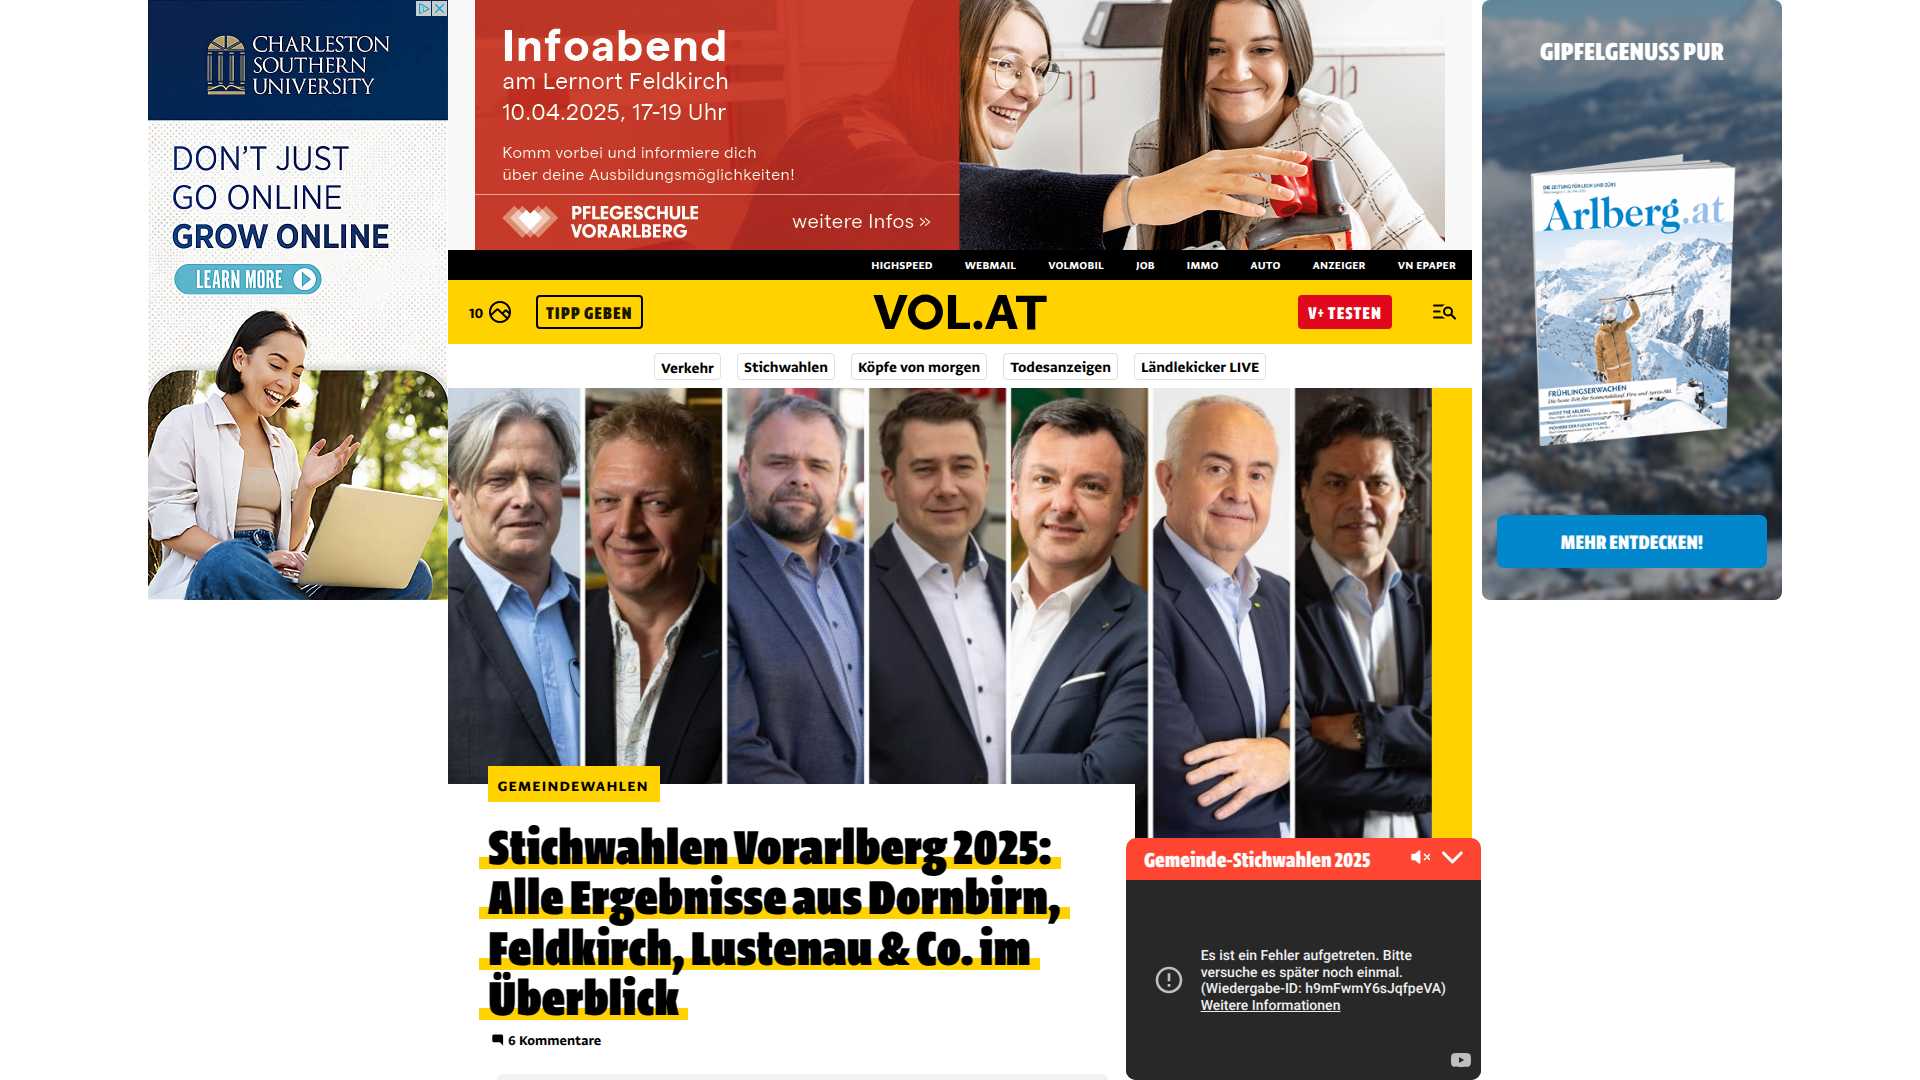 CHARLESTON
SOUTHERN
UNIVERSITY
DON'T JUST
GO ONLINE
GROW ONLINE
LEARN MORE
Infoabend
am Lernort Feldkirch
10.04.2025, 17-19 Uhr
Komm vorbei und informiere dich
über deine Ausbildungsmöglichkeiten!
PFLEGESCHULE
VORARLBERG
weitere Infos »
GIPFELGENUSS PUR
Arlberg.at
FRÜHLINGSERWACHEN
MEHR ENTDECKEN!
HIGHSPEED WEBMAIL VOLMOBIL JOB IMMO AUTO ANZEIGER VN EPAPER
10 TIPP GEBEN VOL.AT V+ TESTEN
Verkehr Stichwahlen Köpfe von morgen Todesanzeigen Ländlekicker LIVE
GEMEINDEWAHLEN
Stichwahlen Vorarlberg 2025:
Alle Ergebnisse aus Dornbirn,
Feldkirch, Lustenau & Co. im
Überblick
6 Kommentare
Gemeinde-Stichwahlen 2025
Es ist ein Fehler aufgetreten. Bitte
versuche es später noch einmal.
(Wiedergabe-ID: h9mFwmY6sJqfpeVA)
Weitere Informationen